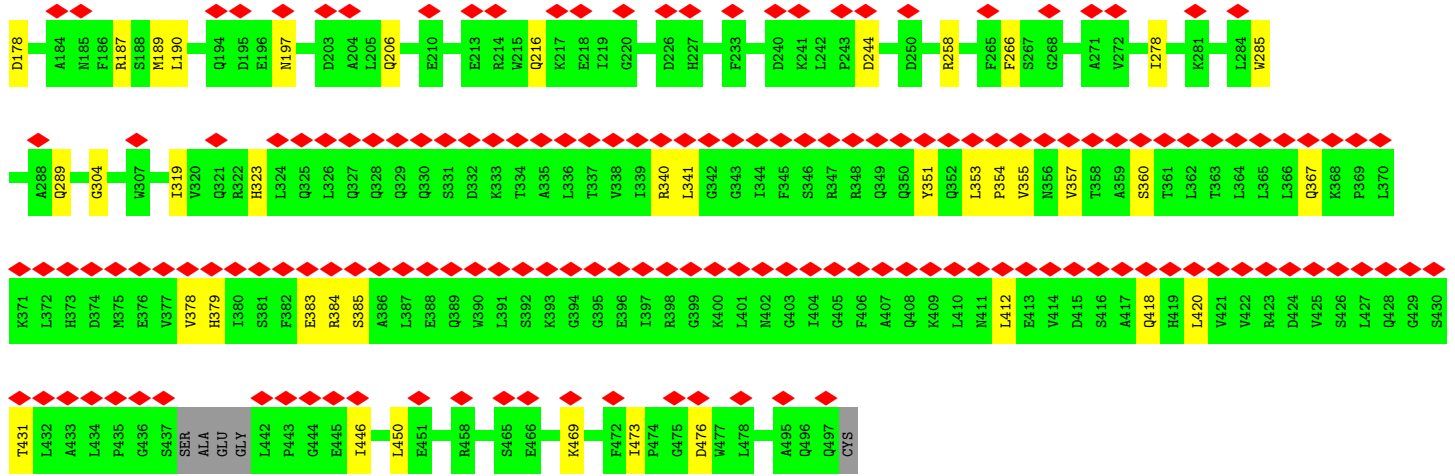 D178 A184 N185 F186 R187 S188 M189 L190 Q194 D195 E196 N197 D203 A204 L205 Q206 E210 E213 R214 W215 Q216 K217 E218 I219 G220 D226 H227 F233 D240 K241 L242 P243 D244 D250 R258 F265 F266 S267 G268 A271 V272 I278 K281 L284 W285
A288 Q289 G304 W307 I319 V320 Q321 R322 H323 L324 Q325 L326 Q327 Q328 Q329 Q330 S331 D332 K333 T334 A335 L336 T337 V338 I339 R340 L341 G342 G343 I344 F345 S346 R347 R348 Q349 Q350 Y351 Q352 L353 P354 V355 N356 V357 T358 A359 S360 T361 L362 T363 L364 L365 L366 Q367 K368 P369 L370
K371 L372 H373 D374 M375 E376 V377 V378 H379 I380 S381 F382 E383 R384 S385 A386 L387 E388 Q389 W390 L391 S392 K393 G394 G395 E396 I397 R398 G399 K400 L401 N402 G403 I404 G405 F406 A407 Q408 K409 L410 N411 L412 E413 V414 D415 S416 A417 Q418 H419 L420 V421 V422 R423 D424 V425 S426 L427 Q428 G429 S430
T431 L432 A433 L434 P435 G436 S437 SER ALA GLU GLY L442 P443 G444 E445 I446 L450 E451 R458 S465 E466 K469 F472 I473 P474 G475 D476 W477 L478 A495 Q496 Q497 CYS